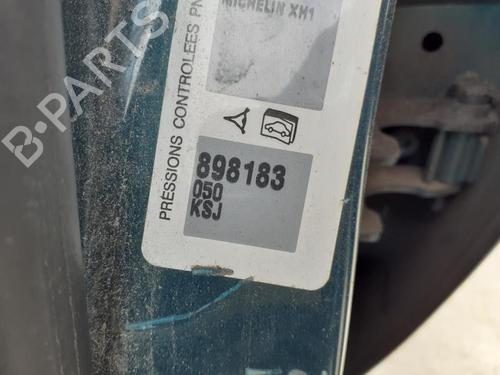 MICHELIN XH1
PRESSIONS CONTROLEES PN
898183
050
KSJ
B-PARTS